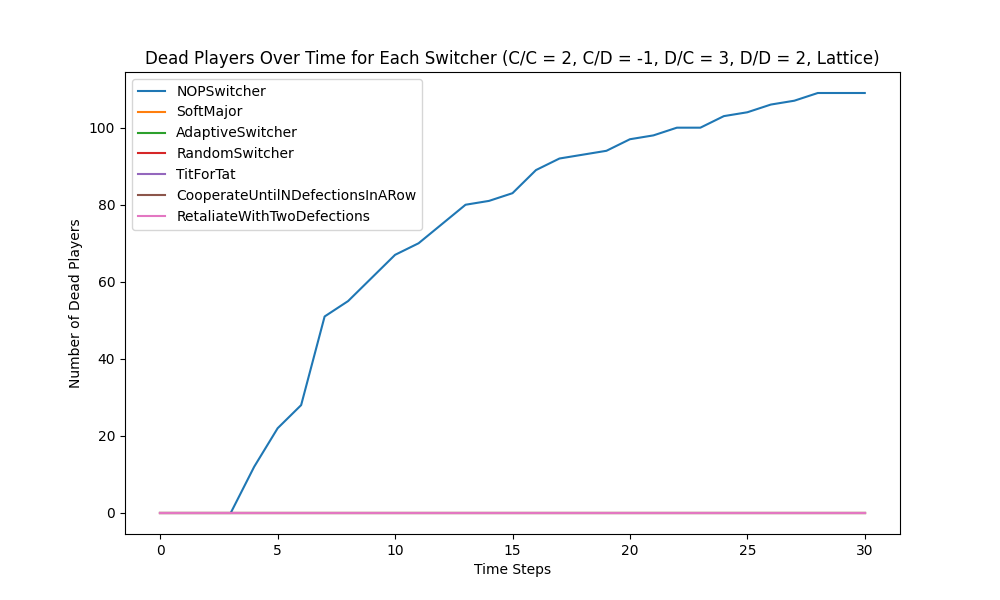 Dead Players Over Time for Each Switcher (C/C = 2, C/D = -1, D/C = 3, D/D = 2, Lattice)
NOPSwitcher
SoftMajor
AdaptiveSwitcher
RandomSwitcher
TitForTat
CooperateUntilNDefectionsInARow
RetaliateWithTwoDefections
Number of Dead Players
100
80
60
40
20
0
0 5 10 15 20 25 30
Time Steps